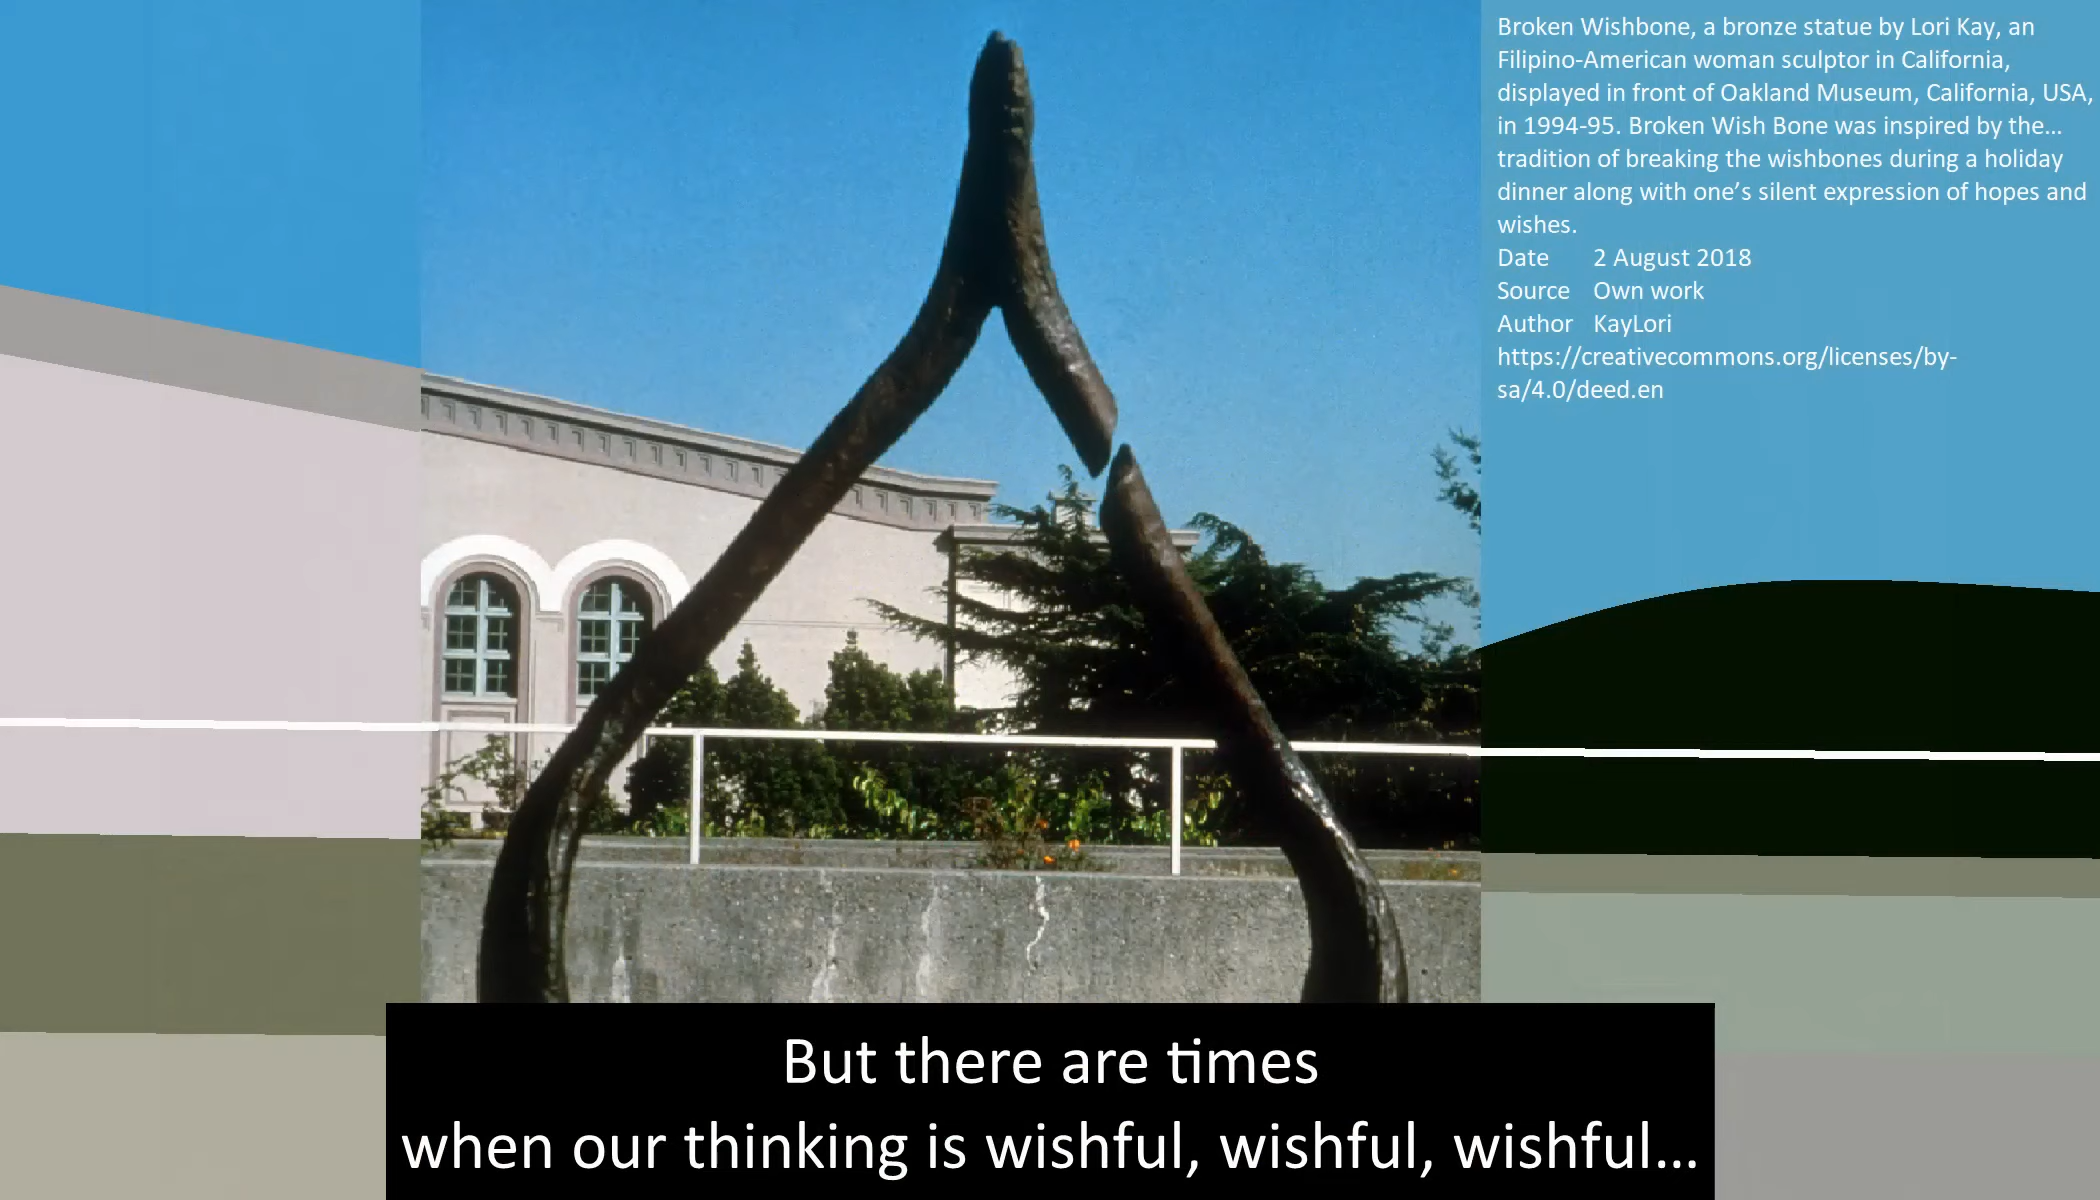 Broken Wishbone, a bronze statue by Lori Kay, an
Filipino-American woman sculptor in California,
displayed in front of Oakland Museum, California, USA,
in 1994-95. Broken Wish Bone was inspired by the…
tradition of breaking the wishbones during a holiday
dinner along with one’s silent expression of hopes and
wishes.
Date 2 August 2018
Source Own work
Author KayLori
https://creativecommons.org/licenses/by-
sa/4.0/deed.en
But there are times
when our thinking is wishful, wishful, wishful…